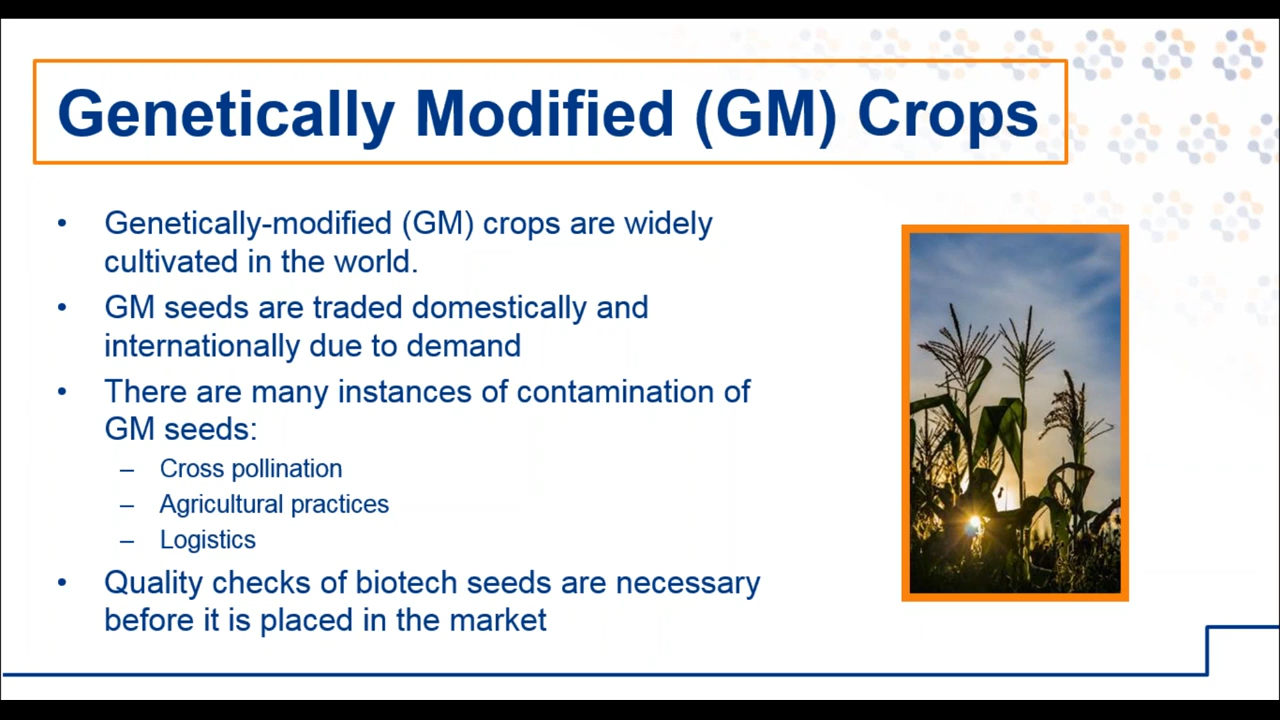 Genetically Modified (GM) Crops
• Genetically-modified (GM) crops are widely
cultivated in the world.
• GM seeds are traded domestically and
internationally due to demand
• There are many instances of contamination of
GM seeds:
– Cross pollination
– Agricultural practices
– Logistics
• Quality checks of biotech seeds are necessary
before it is placed in the market